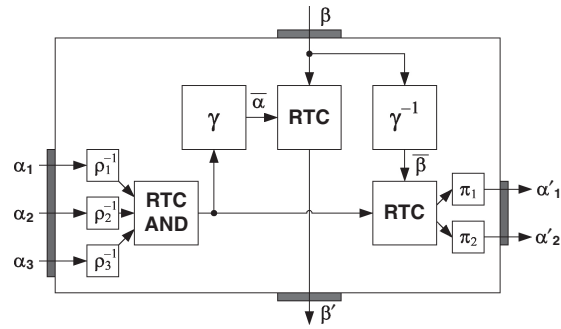 β
γ
α̅
RTC
γ⁻¹
β̅
α₁
ρ₁⁻¹
α₂
ρ₂⁻¹
α₃
ρ₃⁻¹
RTC
AND
RTC
π₁
α'₁
π₂
α'₂
β'